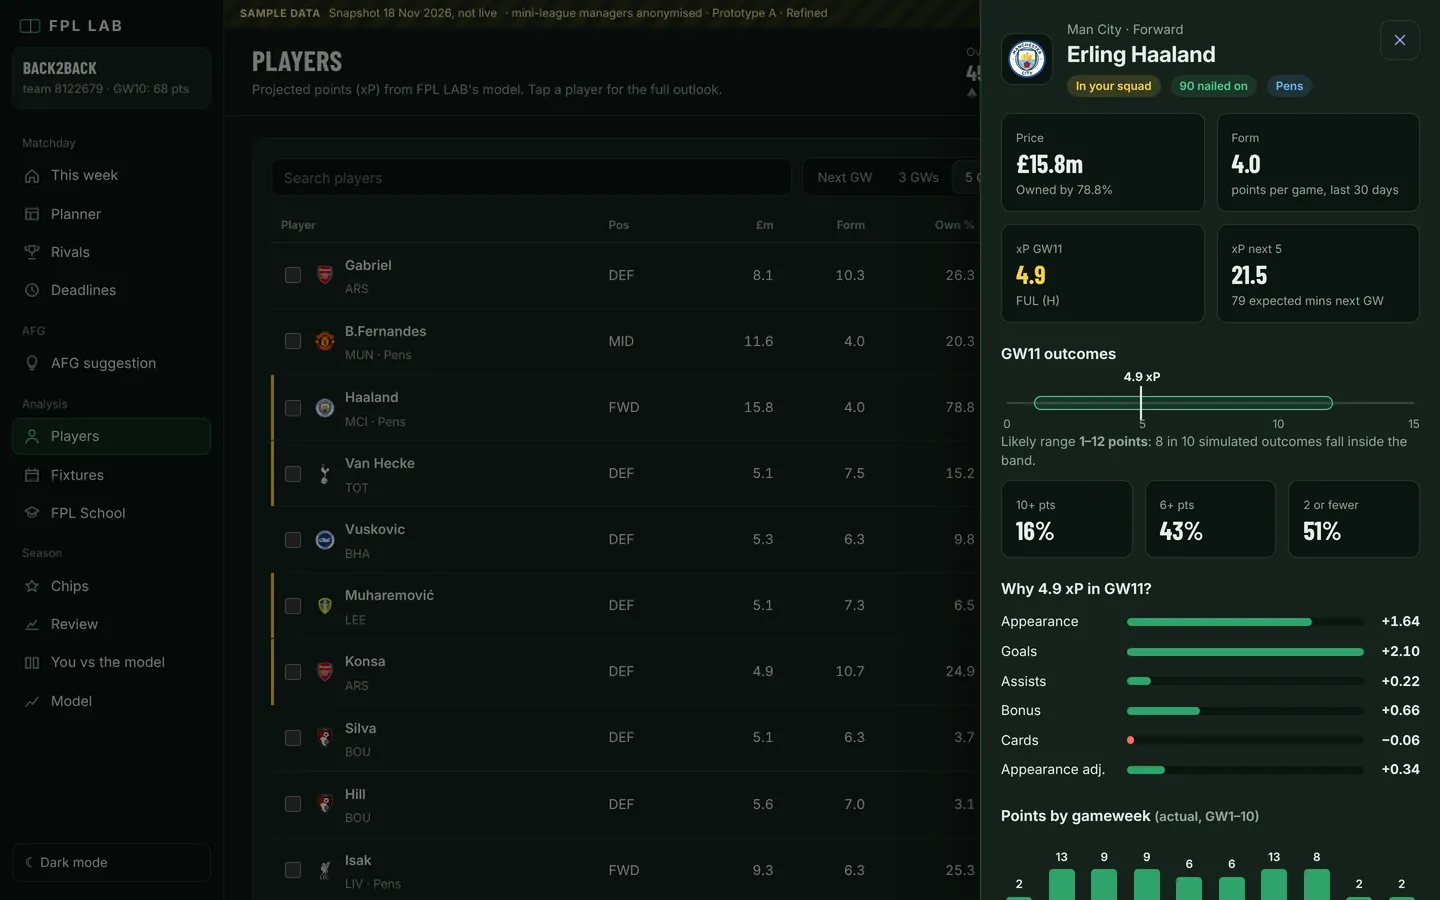 FPL LAB
BACK2BACK
team 8122679 · GW10: 68 pts
Matchday
This week
Planner
Rivals
Deadlines
AFG
AFG suggestion
Analysis
Players
Fixtures
FPL School
Season
Chips
Review
You vs the model
Model
Dark mode
SAMPLE DATA Snapshot 18 Nov 2026, not live · mini-league managers anonymised · Prototype A · Refined
PLAYERS
Projected points (xP) from FPL LAB's model. Tap a player for the full outlook.
Search players
Next GW 3 GWs 5
Player Pos £m Form Own %
Gabriel DEF 8.1 10.3 26.3
ARS
B.Fernandes MID 11.6 4.0 20.3
MUN · Pens
Haaland FWD 15.8 4.0 78.8
MCI · Pens
Van Hecke DEF 5.1 7.5 15.2
TOT
Vuskovic DEF 5.3 6.3 9.8
BHA
Muharemović DEF 5.1 7.3 6.5
LEE
Konsa DEF 4.9 10.7 24.9
ARS
Silva DEF 5.1 6.3 3.7
BOU
Hill DEF 5.6 7.0 3.1
BOU
Isak FWD 9.3 6.3 25.3
LIV · Pens
Man City · Forward
Erling Haaland
In your squad 90 nailed on Pens
Price
£15.8m
Owned by 78.8%
Form
4.0
points per game, last 30 days
xP GW11
4.9
FUL (H)
xP next 5
21.5
79 expected mins next GW
GW11 outcomes
4.9 xP
0 5 10 15
Likely range 1–12 points: 8 in 10 simulated outcomes fall inside the
band.
10+ pts
16%
6+ pts
43%
2 or fewer
51%
Why 4.9 xP in GW11?
Appearance +1.64
Goals +2.10
Assists +0.22
Bonus +0.66
Cards −0.06
Appearance adj. +0.34
Points by gameweek (actual, GW1–10)
2 13 9 9 6 6 13 8 2 2